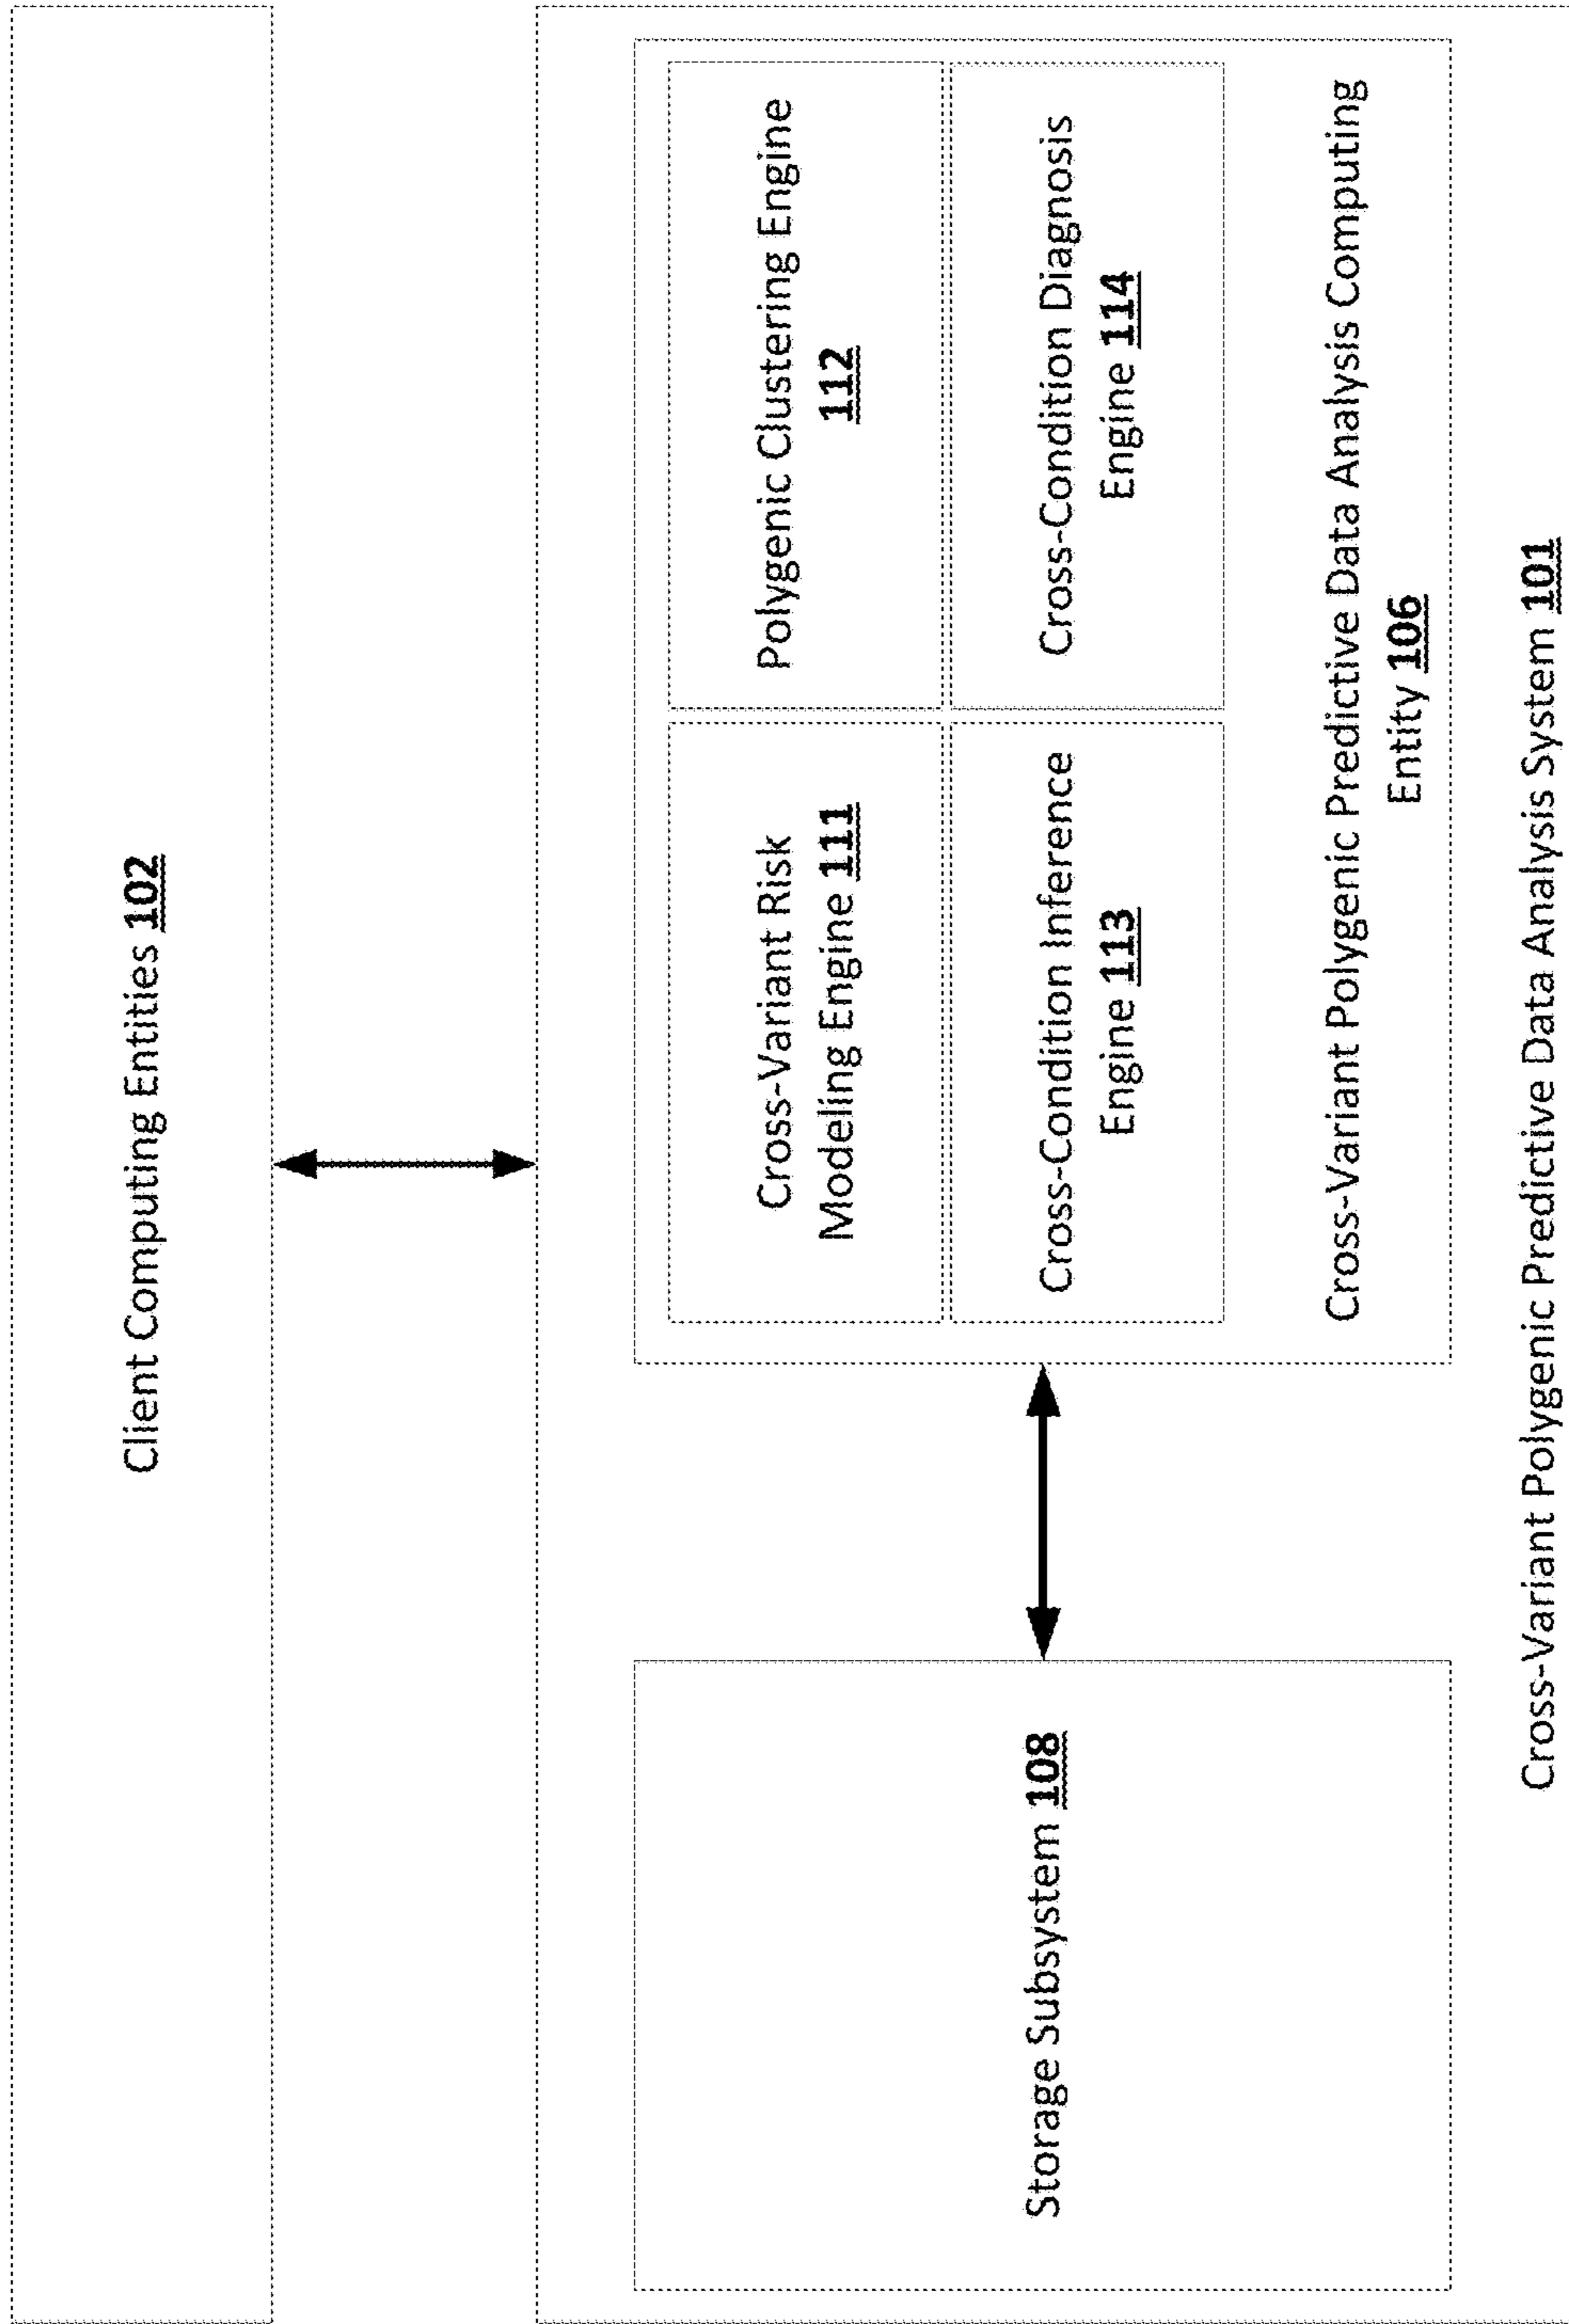 Client Computing Entities 102
Storage Subsystem 108
Cross-Variant Risk
Modeling Engine 111
Polygenic Clustering Engine
112
Cross-Condition Inference
Engine 113
Cross-Condition Diagnosis
Engine 114
Cross-Variant Polygenic Predictive Data Analysis Computing
Entity 106
Cross-Variant Polygenic Predictive Data Analysis System 101